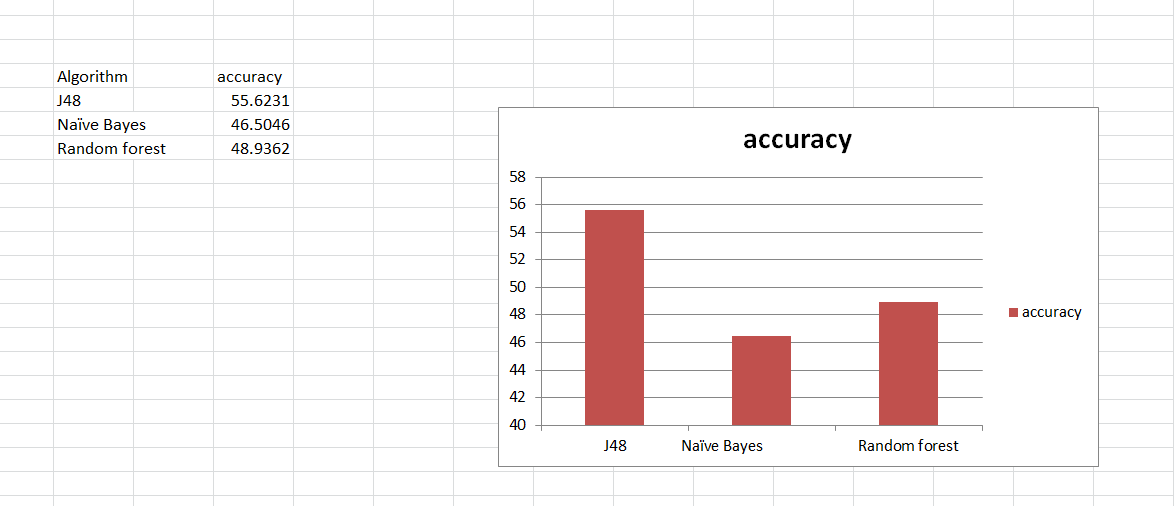 Algorithm accuracy
J48 55.6231
Naïve Bayes 46.5046
Random forest 48.9362
accuracy
58
56
54
52
50
48
46
44
42
40
J48 Naïve Bayes Random forest
accuracy